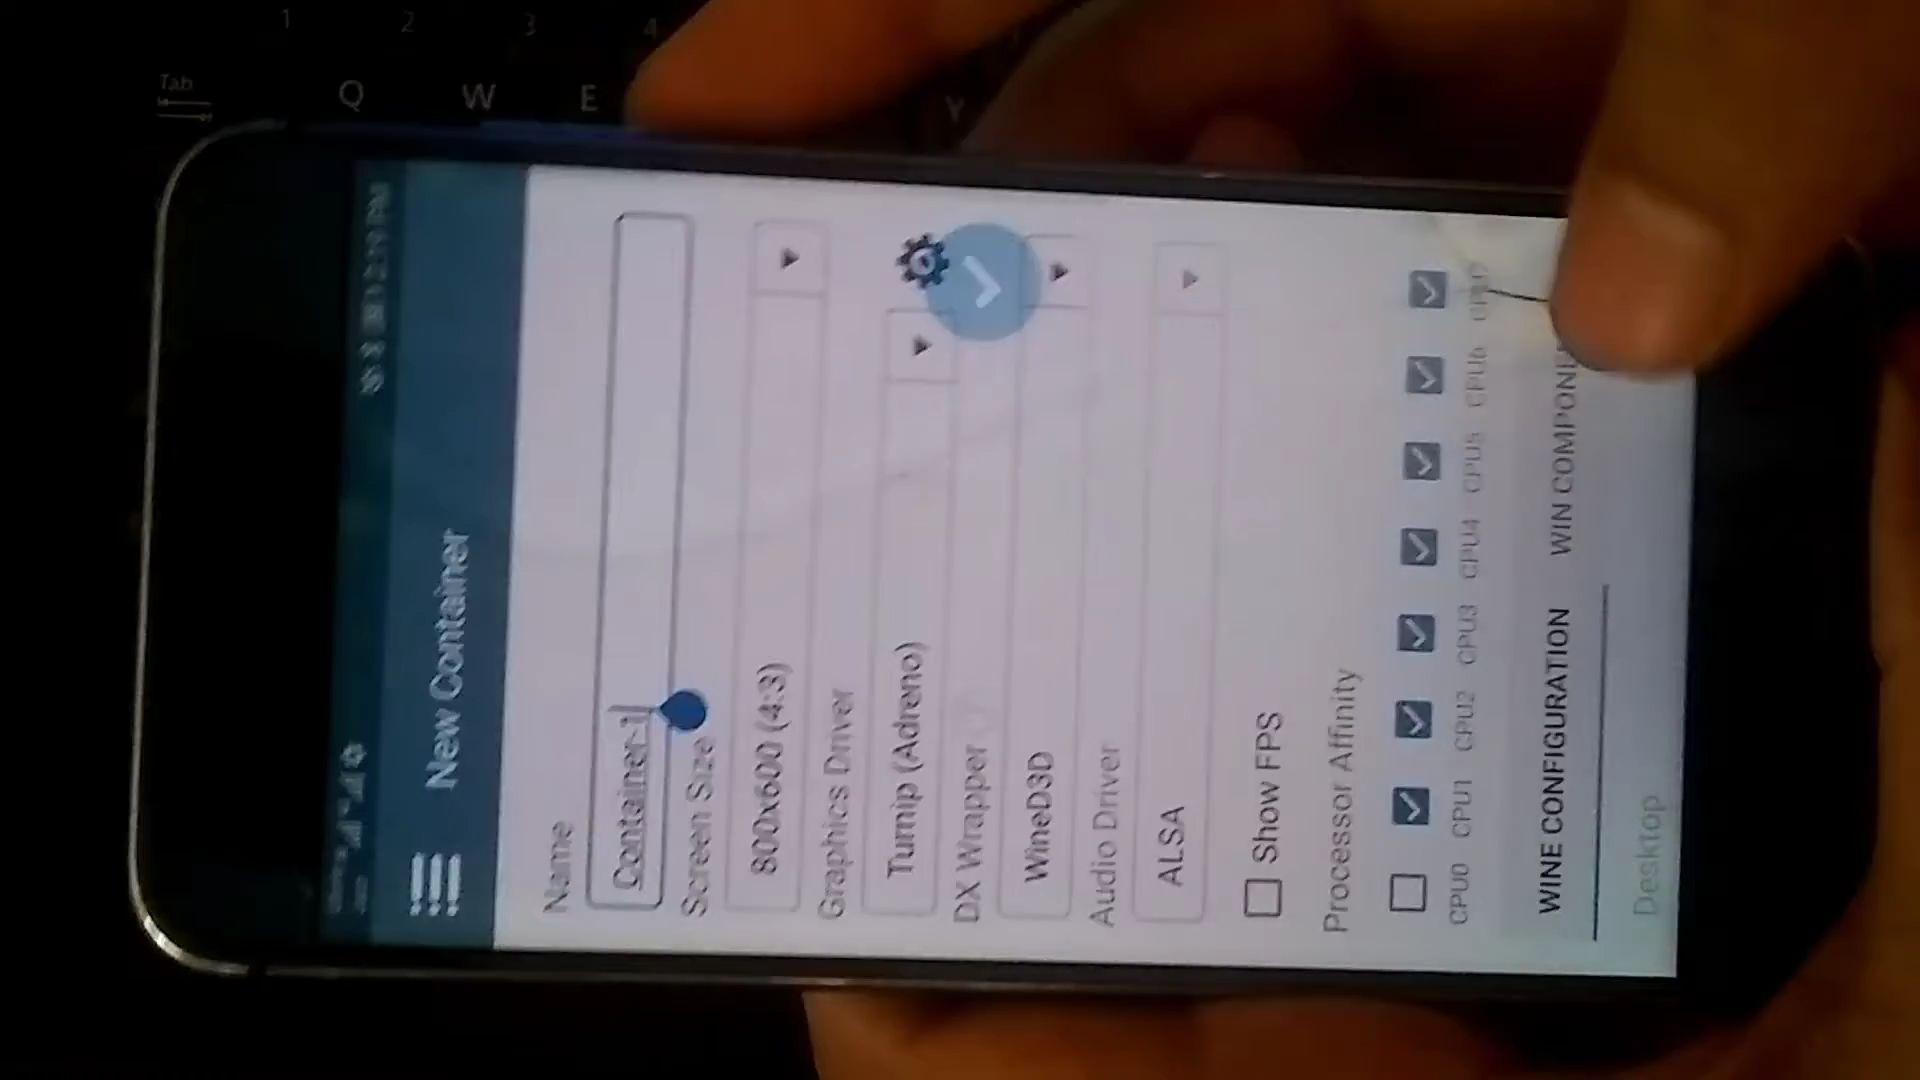 1 2 3 4
Tab Q W E Y
New Container
Name
Container-1
Screen Size
800x600 (4:3)
Graphics Driver
Turnip (Adreno)
DX Wrapper
WineD3D
Audio Driver
ALSA
Show FPS
Processor Affinity
CPU0 CPU1 CPU2 CPU3 CPU4 CPU5 CPU6 CPU7
WINE CONFIGURATION WIN COMPONE
Desktop